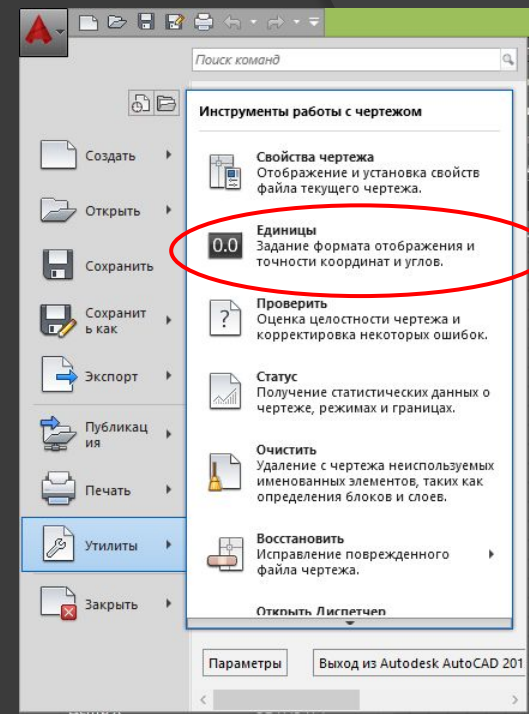 Поиск команд
Инструменты работы с чертежом
Создать
Открыть
Сохранить
Сохранит
ь как
Экспорт
Публикац
ия
Печать
Утилиты
Закрыть
Свойства чертежа
Отображение и установка свойств
файла текущего чертежа.
0.0
Единицы
Задание формата отображения и
точности координат и углов.
Проверить
Оценка целостности чертежа и
корректировка некоторых ошибок.
Статус
Получение статистических данных о
чертеже, режимах и границах.
Очистить
Удаление с чертежа неиспользуемых
именованных элементов, таких как
определения блоков и слоев.
Восстановить
Исправление поврежденного
файла чертежа.
Открыть Диспетчер
Параметры
Выход из Autodesk AutoCAD 201